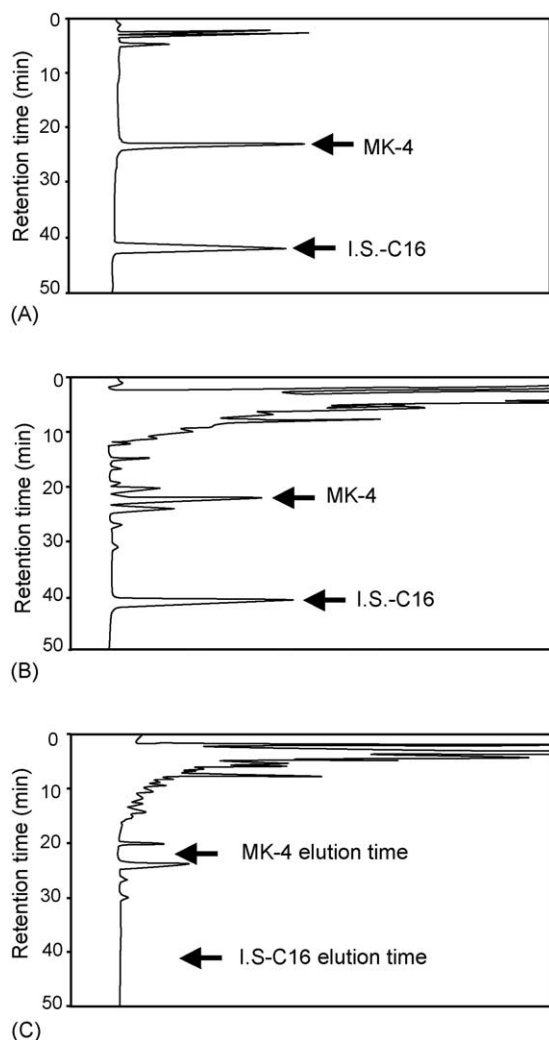 0
10
20
30
40
50
Retention time (min)
MK-4
I.S.-C16
(A)
0
10
20
30
40
50
Retention time (min)
MK-4
I.S.-C16
(B)
0
10
20
30
40
50
Retention time (min)
MK-4 elution time
I.S-C16 elution time
(C)